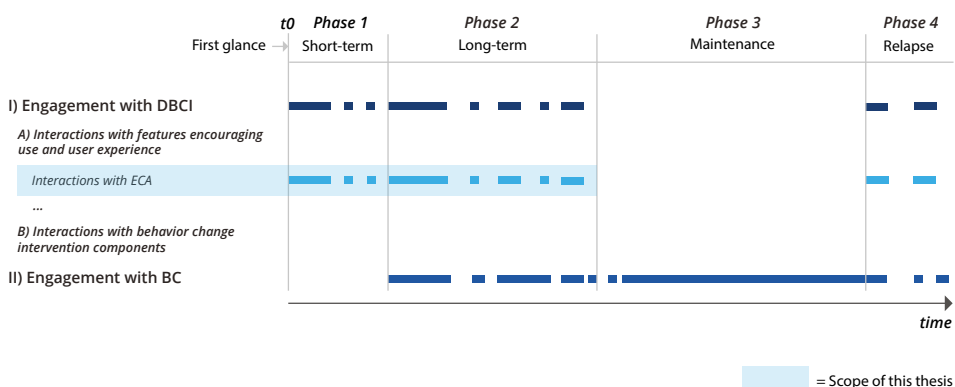 t0 Phase 1 Phase 2 Phase 3 Phase 4
First glance Short-term Long-term Maintenance Relapse
I) Engagement with DBCI
A) Interactions with features encouraging
use and user experience
Interactions with ECA
...
B) Interactions with behavior change
intervention components
II) Engagement with BC
time
= Scope of this thesis